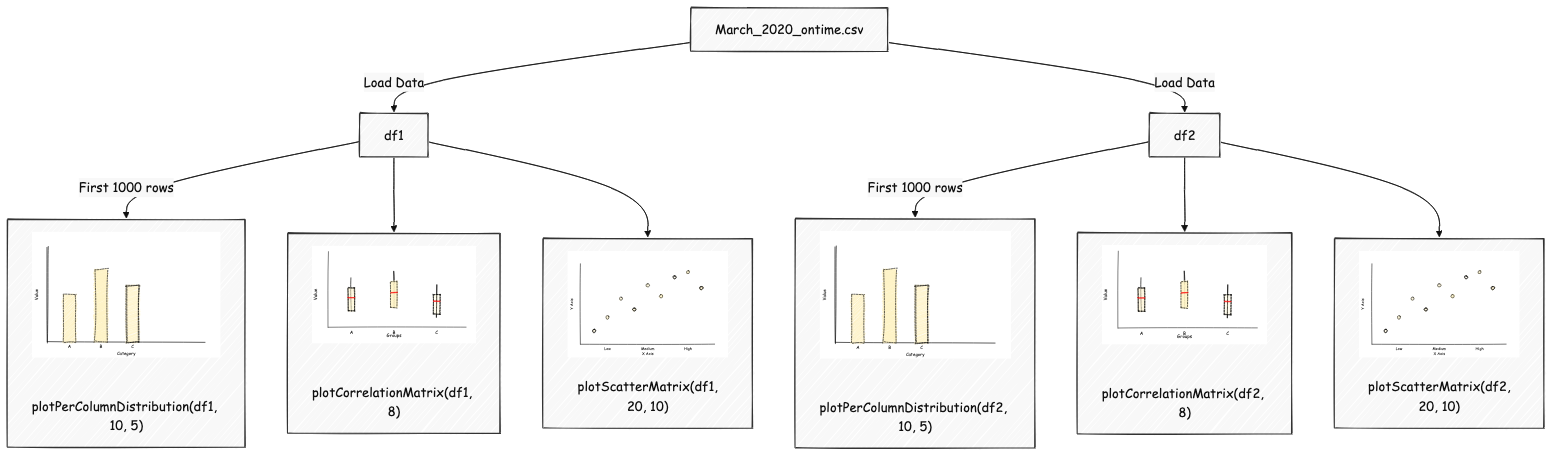 March_2020_ontime.csv
Load Data
Load Data
df1
df2
First 1000 rows
First 1000 rows
Value
A
B
C
Category
plotPerColumnDistribution(df1,
10, 5)
Value
A
B
C
Groups
plotCorrelationMatrix(df1,
8)
Y Axis
Low
Medium
High
X Axis
plotScatterMatrix(df1,
20, 10)
Value
A
B
C
Category
plotPerColumnDistribution(df2,
10, 5)
Value
A
B
C
Groups
plotCorrelationMatrix(df2,
8)
Y Axis
Low
Medium
High
X Axis
plotScatterMatrix(df2,
20, 10)